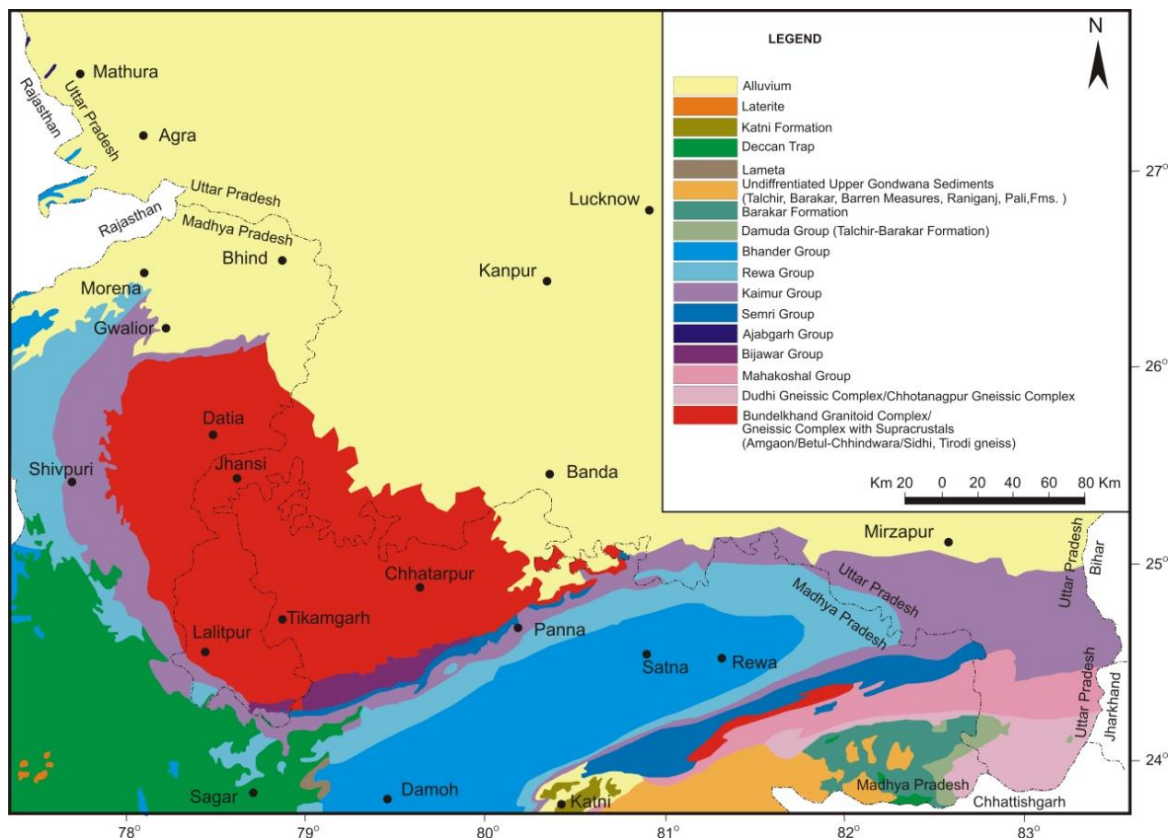 LEGEND
N
Alluvium
Laterite
Katni Formation
Deccan Trap
Lameta
Undiffrentiated Upper Gondwana Sediments
(Talchir, Barakar, Barren Measures, Raniganj, Pali,Fms. )
Barakar Formation
Damuda Group (Talchir-Barakar Formation)
Bhander Group
Rewa Group
Kaimur Group
Semri Group
Ajabgarh Group
Bijawar Group
Mahakoshal Group
Dudhi Gneissic Complex/Chhotanagpur Gneissic Complex
Bundelkhand Granitoid Complex/
Gneissic Complex with Supracrustals
(Amgaon/Betul-Chhindwara/Sidhi, Tirodi gneiss)
Km 20 0 40 80 Km
Mathura
Rajasthan
Uttar Pradesh
Agra
Uttar Pradesh
Rajasthan
Madhya Pradesh
Lucknow
Bhind
Kanpur
Morena
Gwalior
Datia
Jhansi
Shivpuri
Banda
Mirzapur
Chhatarpur
Tikamgarh
Lalitpur
Panna
Satna
Rewa
Uttar Pradesh
Madhya Pradesh
Uttar Pradesh
Bihar
Uttar Pradesh
Jharkhand
Sagar
Damoh
Katni
Madhya Pradesh
Chhattishgarh
27°
26°
25°
24°
78°
79°
80°
81°
82°
83°